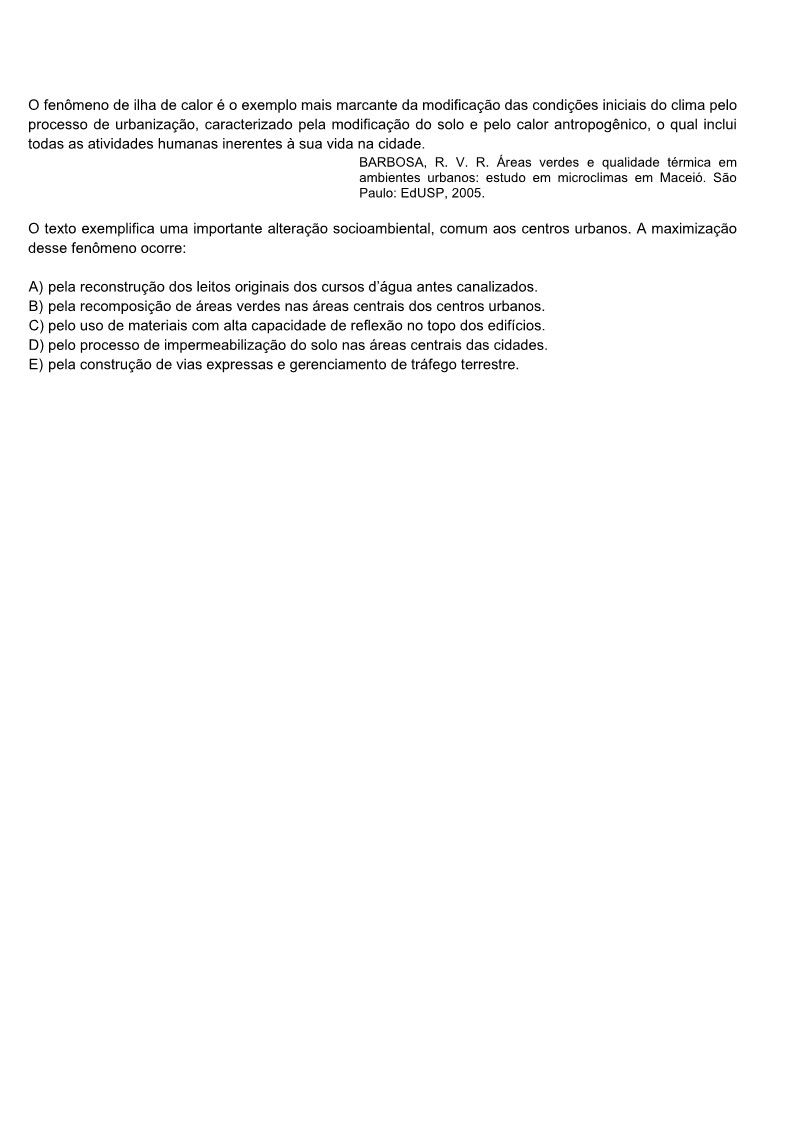 O fenômeno de ilha de calor é o exemplo mais marcante da modificação das condições iniciais do clima pelo
processo de urbanização, caracterizado pela modificação do solo e pelo calor antropogênico, o qual inclui
todas as atividades humanas inerentes à sua vida na cidade.
BARBOSA, R. V. R. Áreas verdes e qualidade térmica em
ambientes urbanos: estudo em microclimas em Maceió. São
Paulo: EdUSP, 2005.
O texto exemplifica uma importante alteração socioambiental, comum aos centros urbanos. A maximização
desse fenômeno ocorre:
A) pela reconstrução dos leitos originais dos cursos d’água antes canalizados.
B) pela recomposição de áreas verdes nas áreas centrais dos centros urbanos.
C) pelo uso de materiais com alta capacidade de reflexão no topo dos edifícios.
D) pelo processo de impermeabilização do solo nas áreas centrais das cidades.
E) pela construção de vias expressas e gerenciamento de tráfego terrestre.